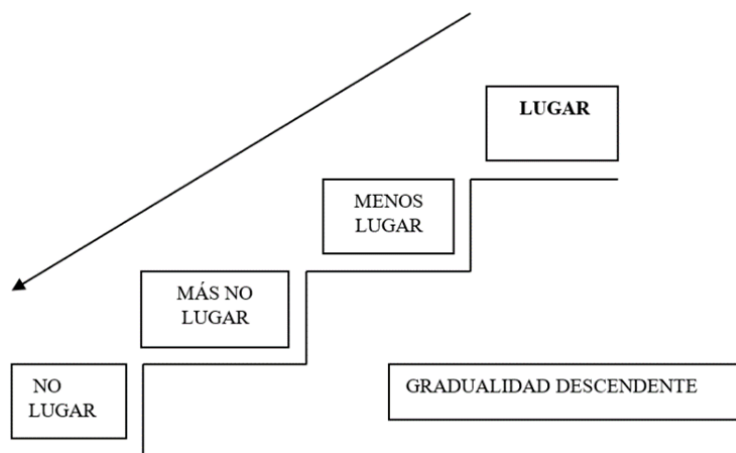 LUGAR
MENOS
LUGAR
MÁS NO
LUGAR
NO
LUGAR
GRADUALIDAD DESCENDENTE